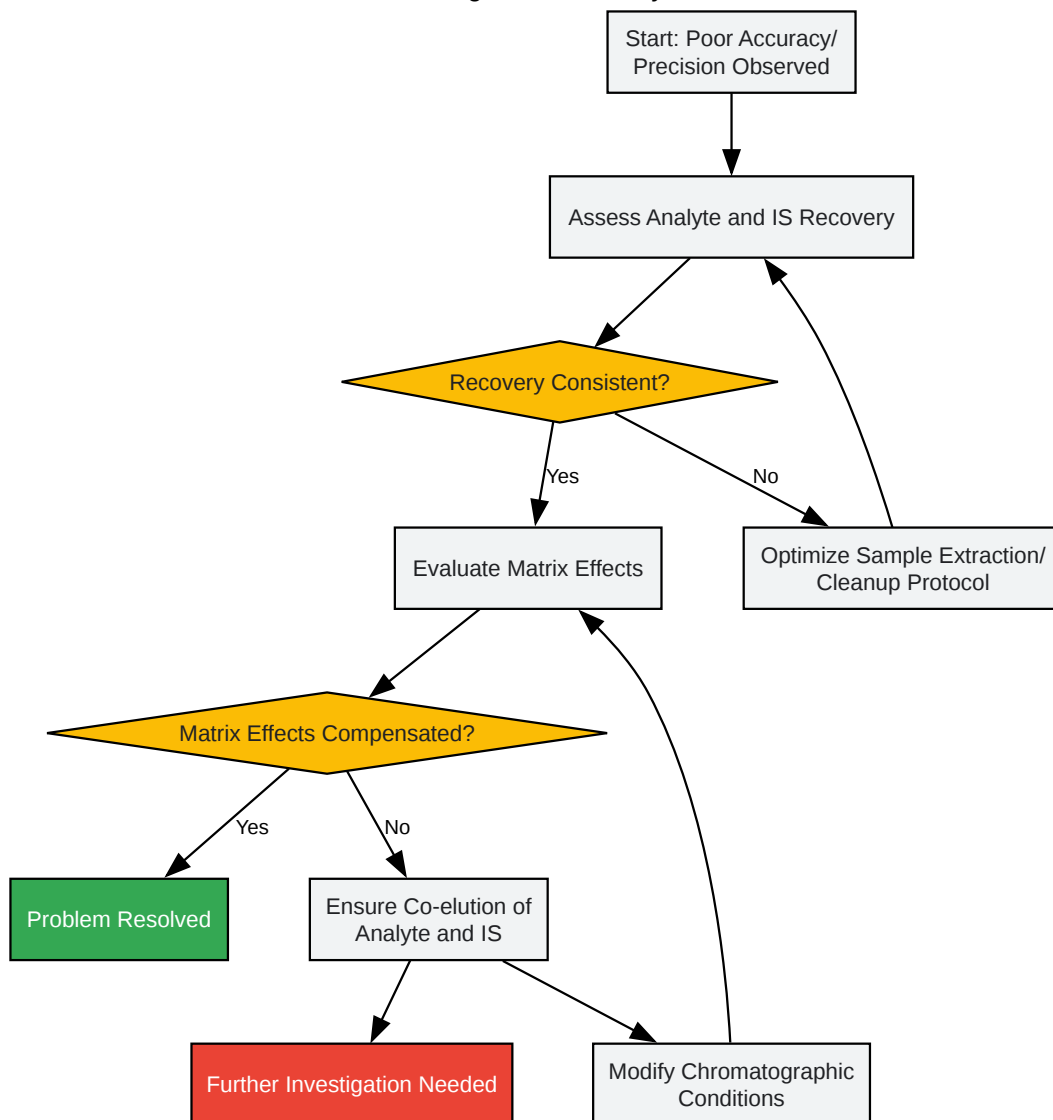 Start: Poor Accuracy/
Precision Observed
Assess Analyte and IS Recovery
Recovery Consistent?
Yes
No
Evaluate Matrix Effects
Optimize Sample Extraction/
Cleanup Protocol
Matrix Effects Compensated?
Yes
No
Problem Resolved
Ensure Co-elution of
Analyte and IS
Further Investigation Needed
Modify Chromatographic
Conditions